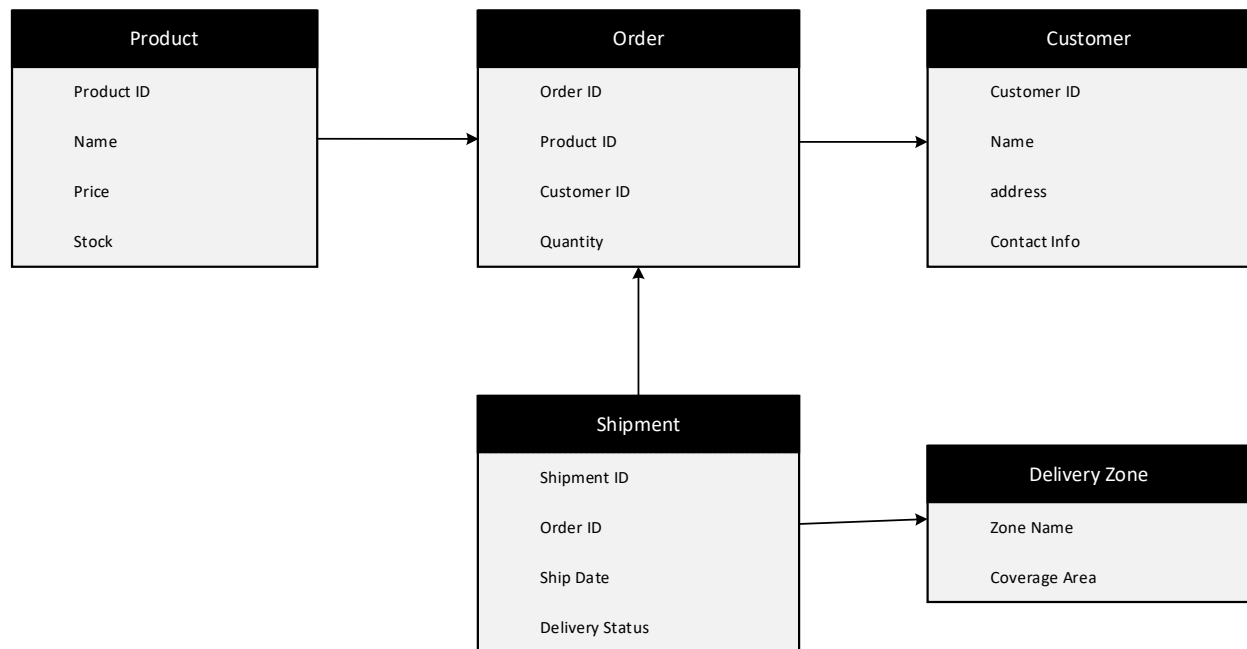 Product
Product ID
Name
Price
Stock
Order
Order ID
Product ID
Customer ID
Quantity
Customer
Customer ID
Name
address
Contact Info
Shipment
Shipment ID
Order ID
Ship Date
Delivery Status
Delivery Zone
Zone Name
Coverage Area